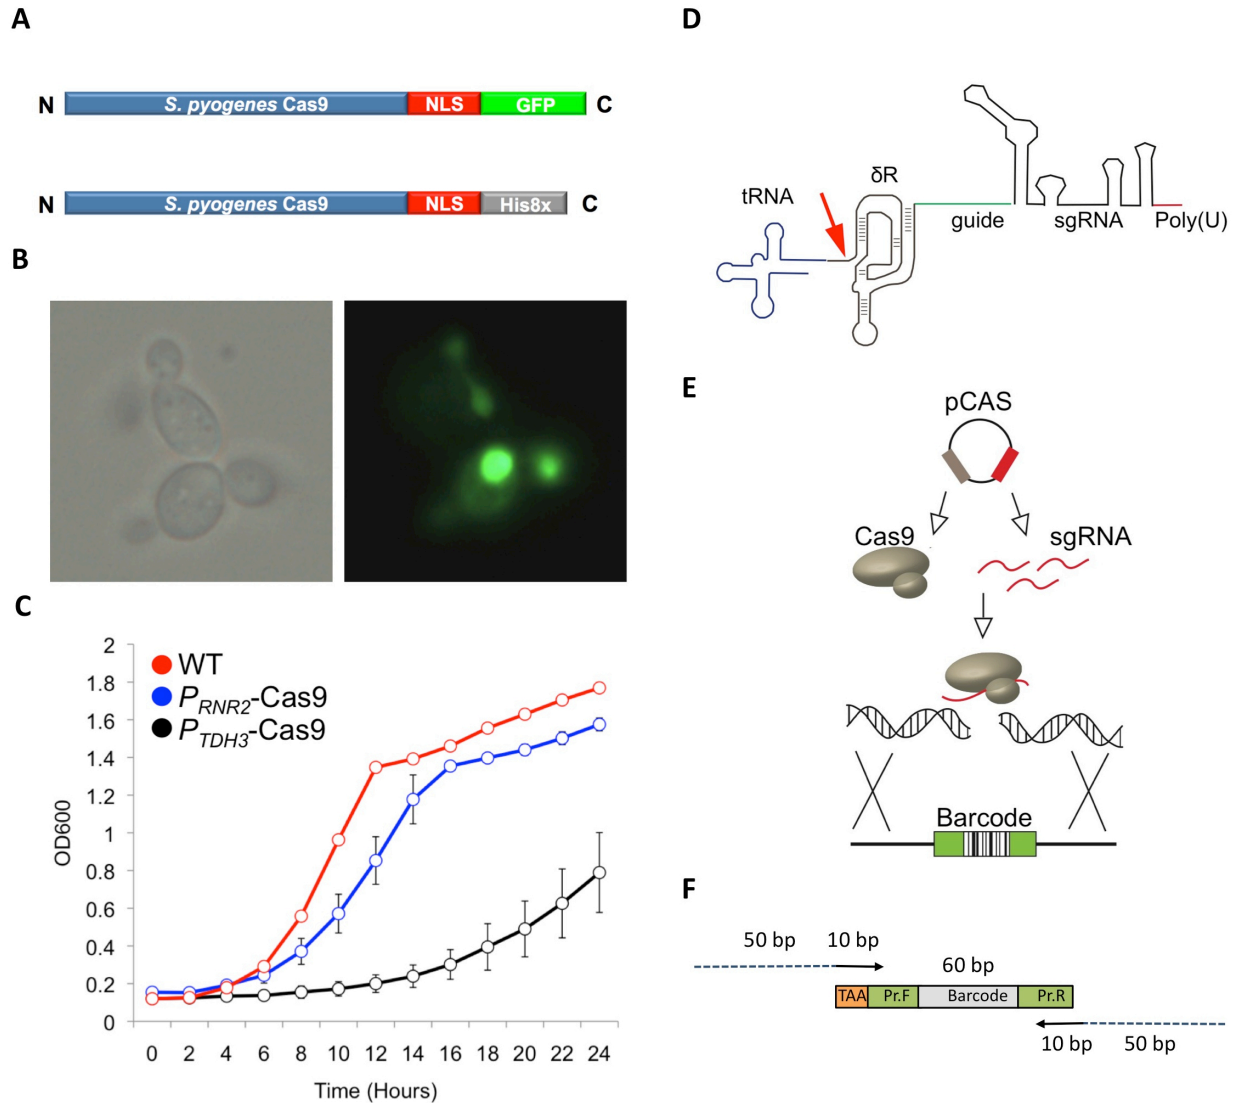 A
N S. pyogenes Cas9 NLS GFP C
N S. pyogenes Cas9 NLS His8x C
B
C
2
1.8
1.6
1.4
1.2
1
0.8
0.6
0.4
0.2
0
OD600
WT
P_RNR2-Cas9
P_TDH3-Cas9
0 2 4 6 8 10 12 14 16 18 20 22 24
Time (Hours)
D
δR
tRNA
guide sgRNA Poly(U)
E
pCAS
Cas9 sgRNA
Barcode
F
50 bp 10 bp
60 bp
TAA Pr.F Barcode Pr.R
10 bp 50 bp